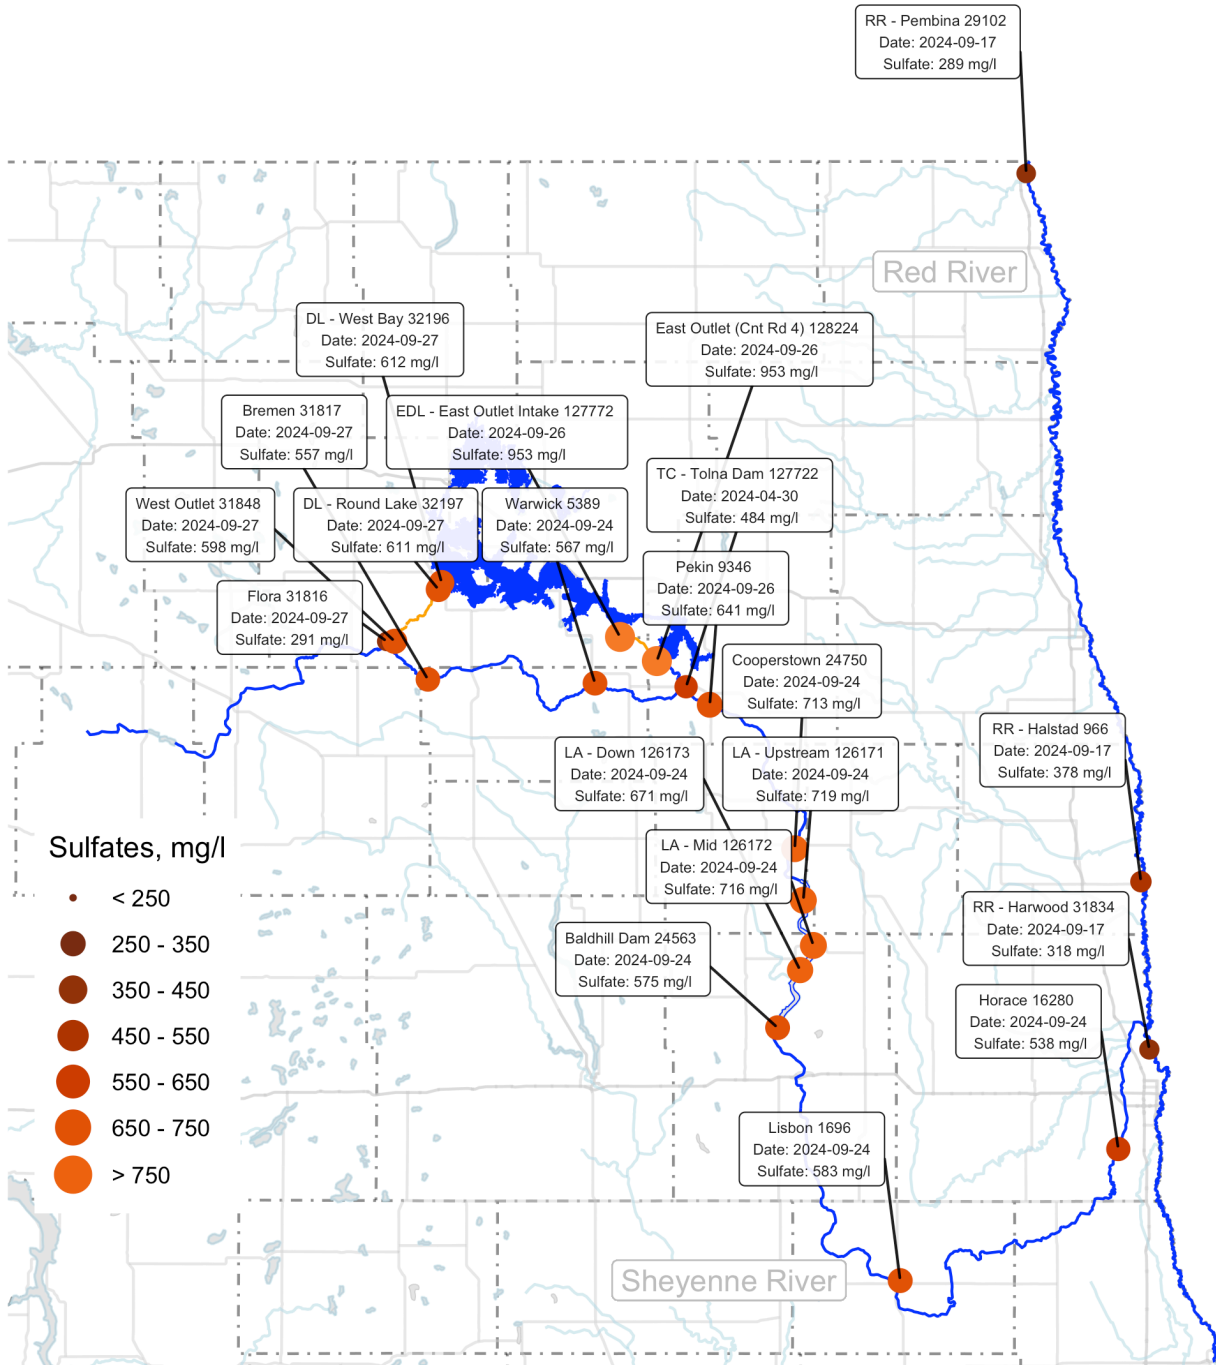 RR - Pembina 29102
Date: 2024-09-17
Sulfate: 289 mg/l
Red River
DL - West Bay 32196
Date: 2024-09-27
Sulfate: 612 mg/l
East Outlet (Cnt Rd 4) 128224
Date: 2024-09-26
Sulfate: 953 mg/l
Bremen 31817
Date: 2024-09-27
Sulfate: 557 mg/l
EDL - East Outlet Intake 127772
Date: 2024-09-26
Sulfate: 953 mg/l
TC - Tolna Dam 127722
Date: 2024-04-30
Sulfate: 484 mg/l
West Outlet 31848
Date: 2024-09-27
Sulfate: 598 mg/l
DL - Round Lake 32197
Date: 2024-09-27
Sulfate: 611 mg/l
Warwick 5389
Date: 2024-09-24
Sulfate: 567 mg/l
Pekin 9346
Date: 2024-09-26
Sulfate: 641 mg/l
Flora 31816
Date: 2024-09-27
Sulfate: 291 mg/l
Cooperstown 24750
Date: 2024-09-24
Sulfate: 713 mg/l
RR - Halstad 966
Date: 2024-09-17
Sulfate: 378 mg/l
LA - Down 126173
Date: 2024-09-24
Sulfate: 671 mg/l
LA - Upstream 126171
Date: 2024-09-24
Sulfate: 719 mg/l
LA - Mid 126172
Date: 2024-09-24
Sulfate: 716 mg/l
RR - Harwood 31834
Date: 2024-09-17
Sulfate: 318 mg/l
Baldhill Dam 24563
Date: 2024-09-24
Sulfate: 575 mg/l
Horace 16280
Date: 2024-09-24
Sulfate: 538 mg/l
Lisbon 1696
Date: 2024-09-24
Sulfate: 583 mg/l
Sheyenne River
Sulfates, mg/l
< 250
250 - 350
350 - 450
450 - 550
550 - 650
650 - 750
> 750